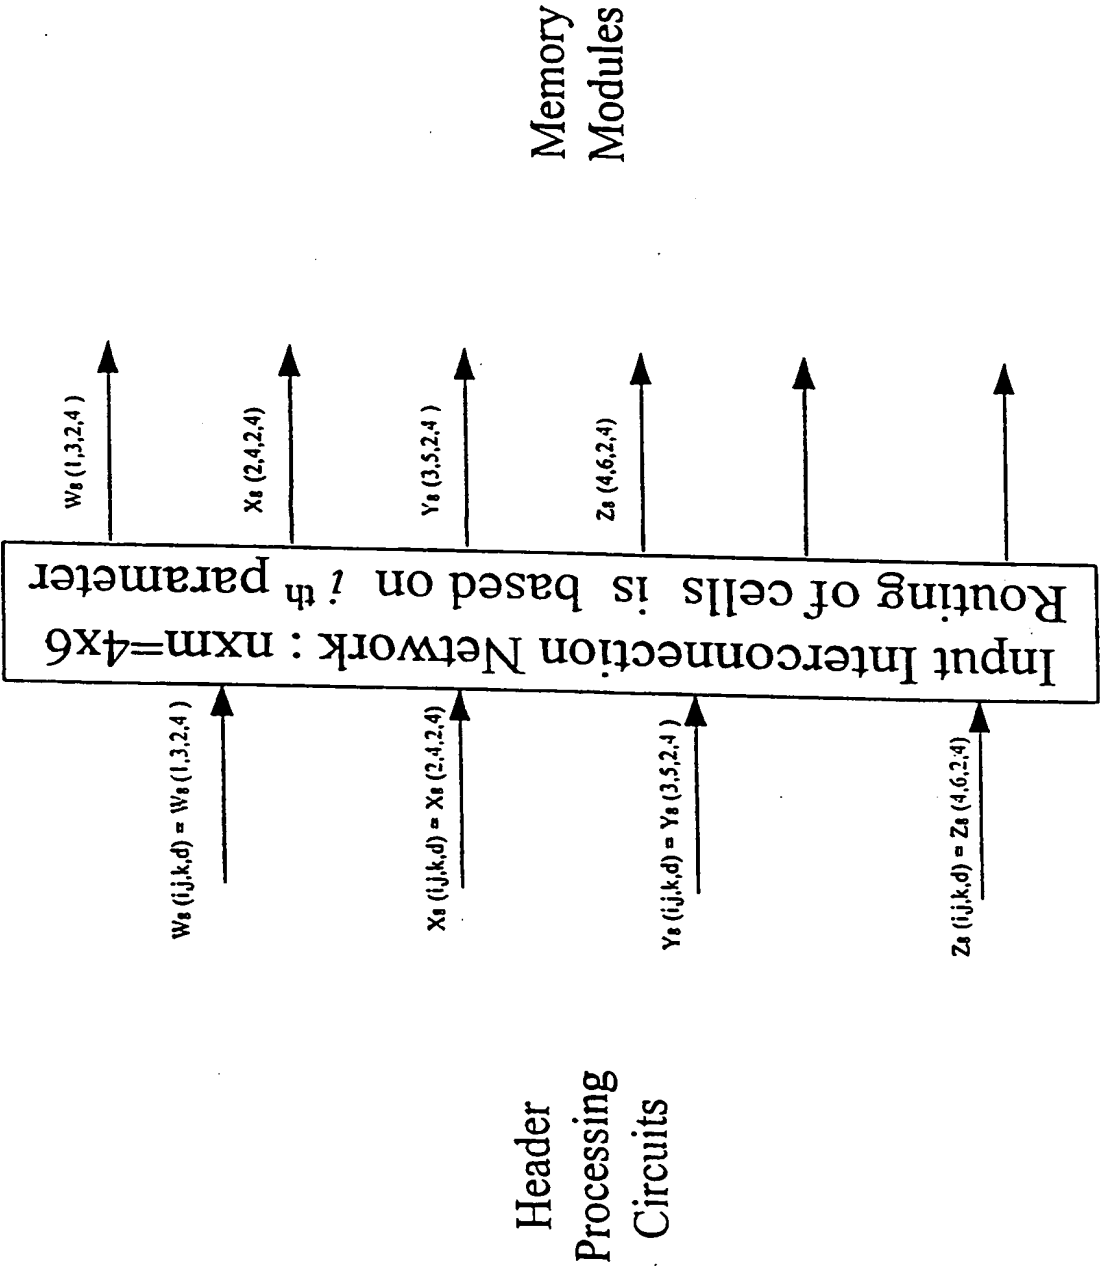 Header
Processing
Circuits
W8 (i,j,k,d) = W8 (1,3,2,4 )
X8 (i,j,k,d) = X8 (2,4,2,4)
Y8 (i,j,k,d) = Y8 (3,5,2,4 )
Z8 (i,j,k,d) = Z8 (4,6,2,4)
Input Interconnection Network : nxm=4x6
Routing of cells is based on i th parameter
W8 (1,3,2,4 )
X8 (2,4,2,4)
Y8 (3,5,2,4 )
Z8 (4,6,2,4)
Memory
Modules